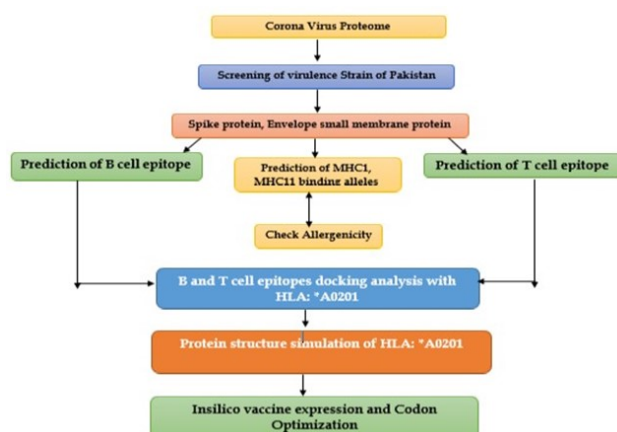 Corona Virus Proteome
Screening of virulence Strain of Pakistan
Spike protein, Envelope small membrane protein
Prediction of B cell epitope
Prediction of MHC1,
MHC11 binding alleles
Prediction of T cell epitope
Check Allergenicity
B and T cell epitopes docking analysis with
HLA: *A0201
Protein structure simulation of HLA: *A0201
Insilico vaccine expression and Codon
Optimization